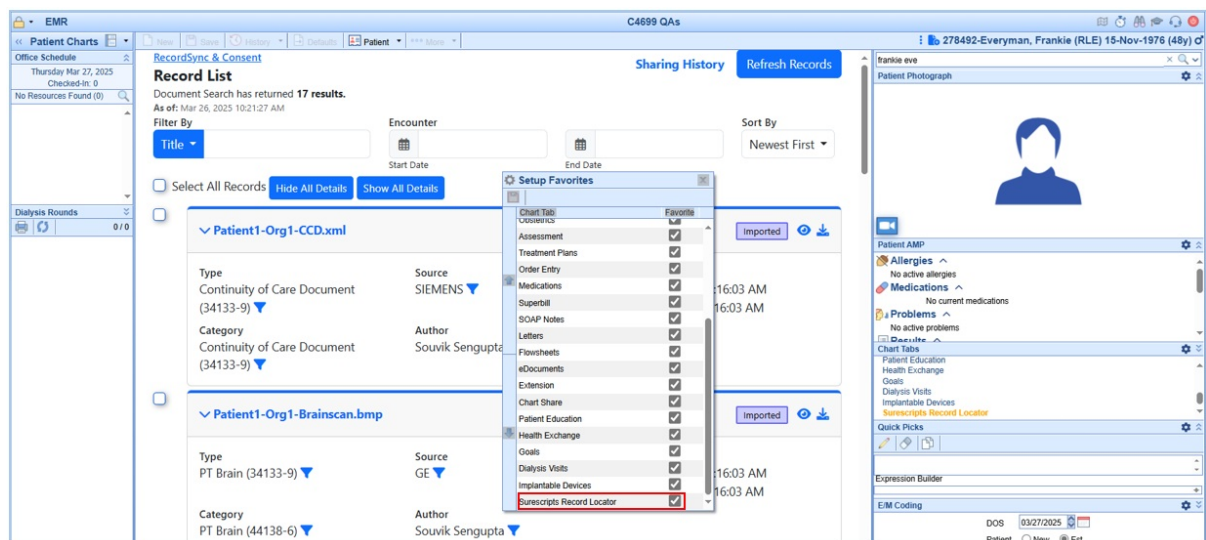 EMR
C4699 QAs
« Patient Charts
New
Save
History
Defaults
Patient
*** More
278492-Everyman, Frankie (RLE) 15-Nov-1976 (48y)
Office Schedule
Thursday Mar 27, 2025
Checked-In: 0
No Resources Found (0)
Dialysis Rounds
0 / 0
RecordSync & Consent
Record List
Sharing History
Refresh Records
Document Search has returned 17 results.
As of: Mar 26, 2025 10:21:27 AM
Filter By
Encounter
Sort By
Title
Newest First
Start Date
End Date
Select All Records
Hide All Details
Show All Details
Patient1-Org1-CCD.xml
Imported
Type
Source
Continuity of Care Document
SIEMENS
:16:03 AM
(34133-9)
16:03 AM
Category
Author
Continuity of Care Document
Souvik Sengupta
(34133-9)
Patient1-Org1-Brainscan.bmp
Imported
Type
Source
PT Brain (34133-9)
GE
:16:03 AM
16:03 AM
Category
Author
PT Brain (44138-6)
Souvik Sengupta
Setup Favorites
Chart Tab
Favorite
Obstetrics
Assessment
Treatment Plans
Order Entry
Medications
Superbill
SOAP Notes
Letters
Flowsheets
eDocuments
Extension
Chart Share
Patient Education
Health Exchange
Goals
Dialysis Visits
Implantable Devices
Surescripts Record Locator
frankie eve
Patient Photograph
Patient AMP
Allergies
No active allergies
Medications
No current medications
Problems
No active problems
Results
Chart Tabs
Patient Education
Health Exchange
Goals
Dialysis Visits
Implantable Devices
Surescripts Record Locator
Quick Picks
Expression Builder
E/M Coding
DOS 03/27/2025
Patient New Est